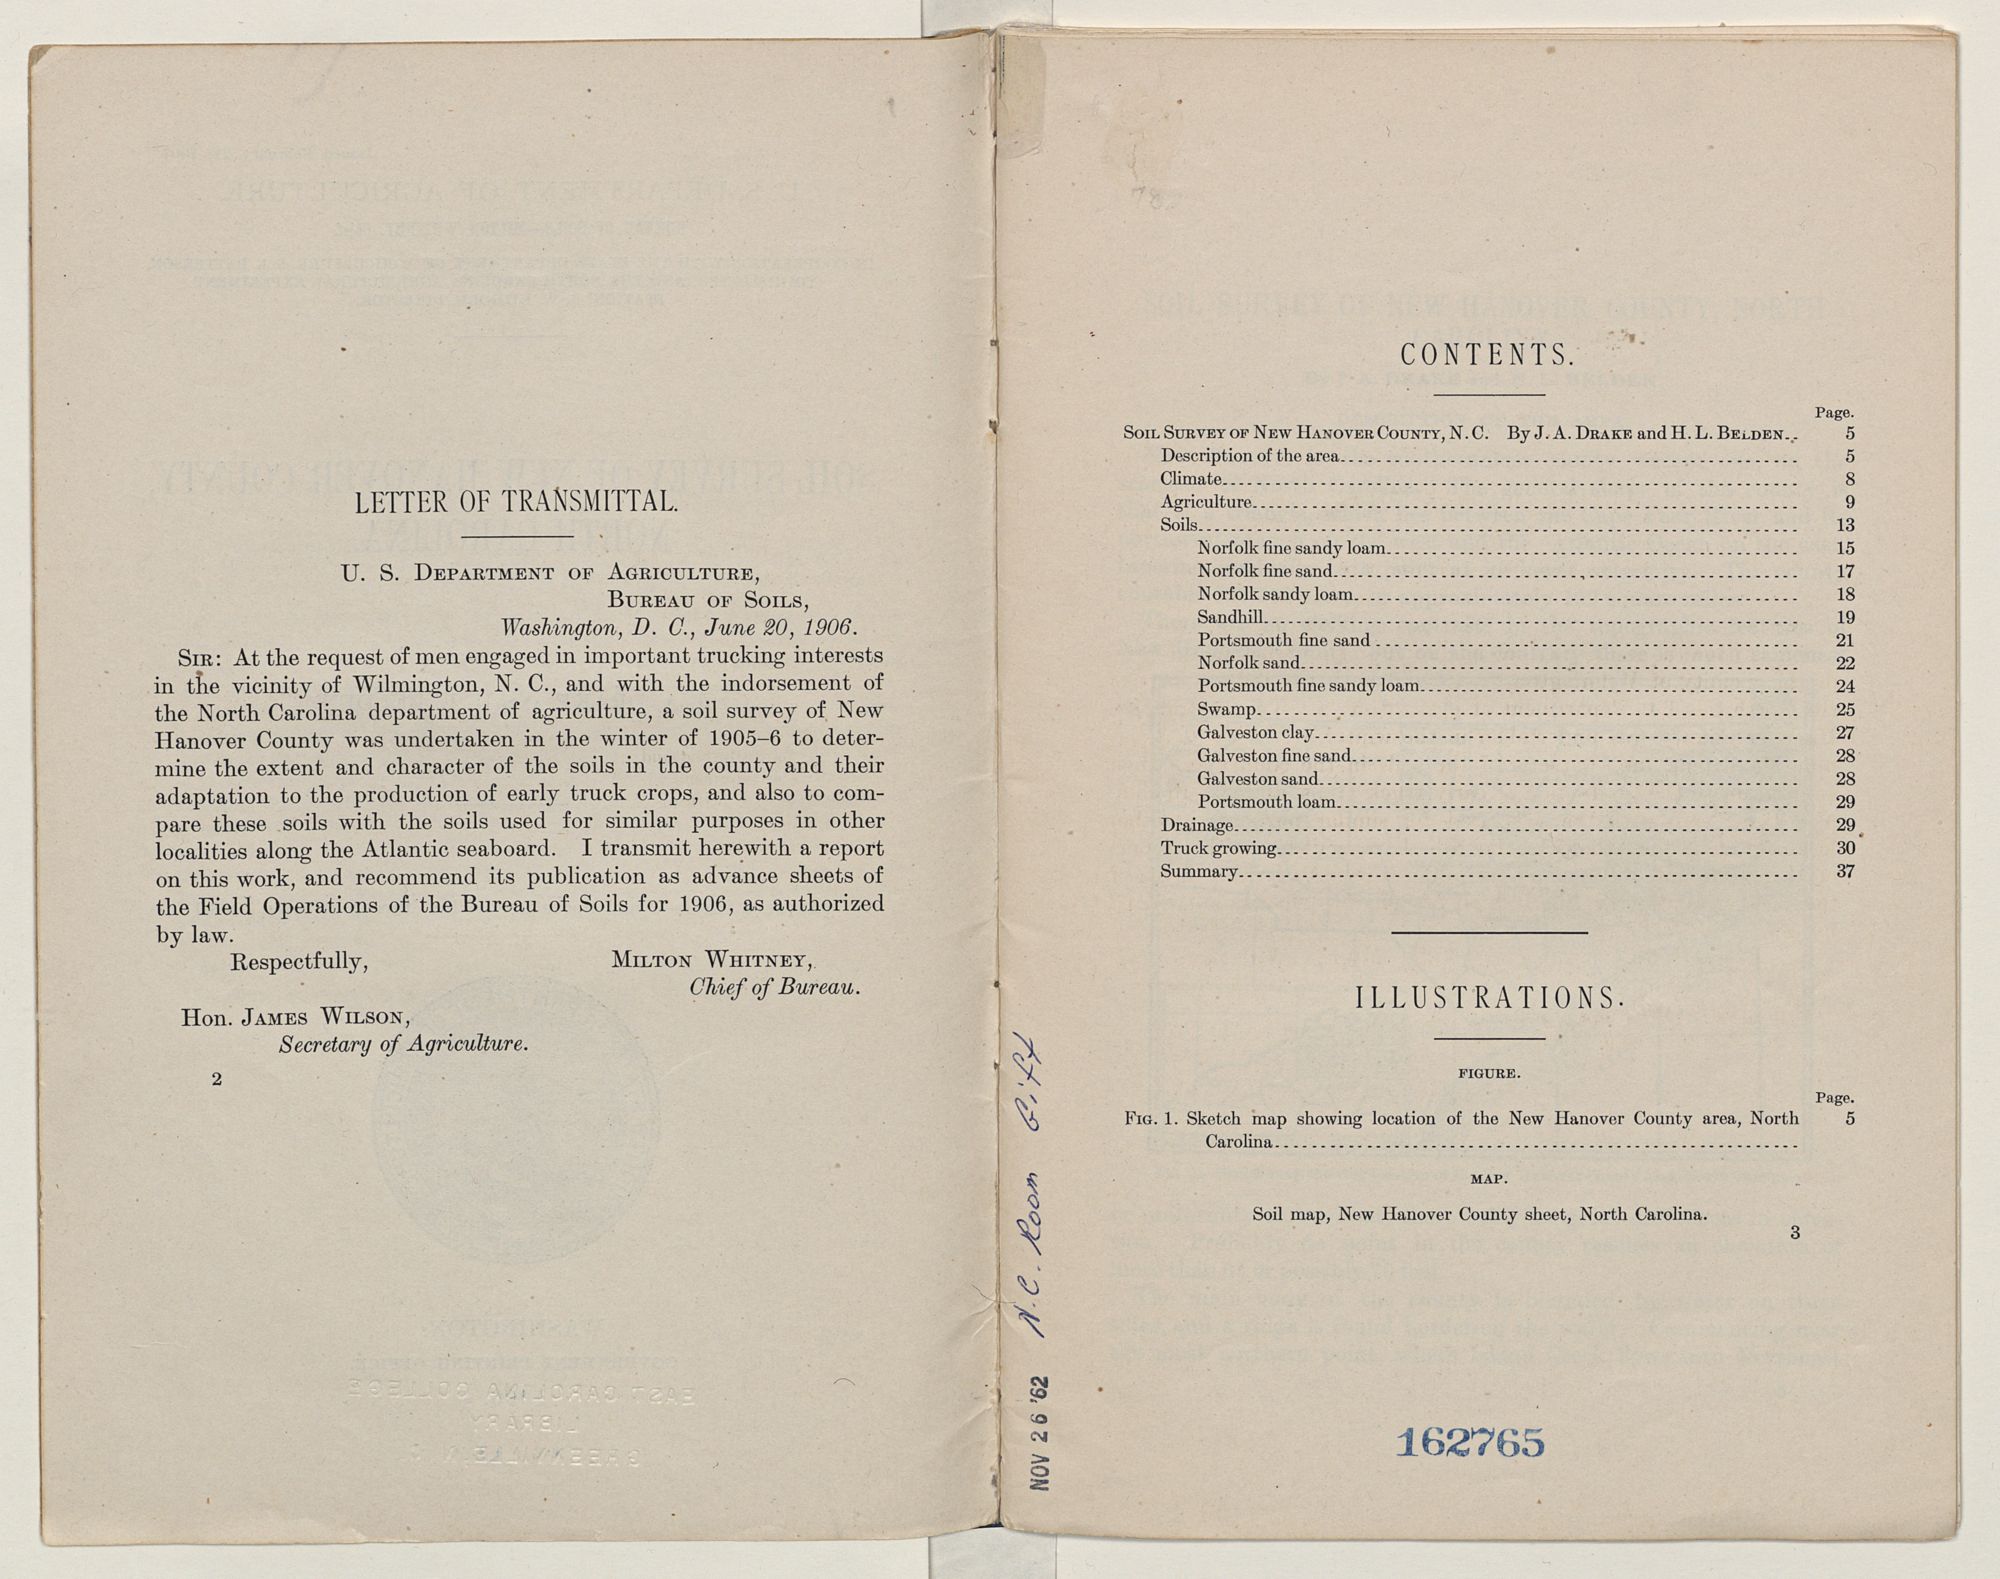 LETTER OF TRANSMITTAL.
U. S. DEPARTMENT OF AGRICULTURE,
BUREAU OF SOILS,
Washington, D. C., June 20, 1906.
SIR: At the request of men engaged in important trucking interests
in the vicinity of Wilmington, N. C., and with the indorsement of
the North Carolina department of agriculture, a soil survey of New
Hanover County was undertaken in the winter of 1905–6 to deter-
mine the extent and character of the soils in the county and their
adaptation to the production of early truck crops, and also to com-
pare these soils with the soils used for similar purposes in other
localities along the Atlantic seaboard. I transmit herewith a report
on this work, and recommend its publication as advance sheets of
the Field Operations of the Bureau of Soils for 1906, as authorized
by law.
Respectfully, MILTON WHITNEY,
Chief of Bureau.
Hon. JAMES WILSON,
Secretary of Agriculture.
2
CONTENTS.
Page.
SOIL SURVEY OF NEW HANOVER COUNTY, N. C. By J. A. DRAKE and H. L. BELDEN 5
Description of the area 5
Climate 8
Agriculture 9
Soils 13
Norfolk fine sandy loam 15
Norfolk fine sand 17
Norfolk sandy loam 18
Sandhill 19
Portsmouth fine sand 21
Norfolk sand 22
Portsmouth fine sandy loam 24
Swamp 25
Galveston clay 27
Galveston fine sand 28
Galveston sand 28
Portsmouth loam 29
Drainage 29
Truck growing 30
Summary 37
ILLUSTRATIONS.
FIGURE.
Page.
FIG. 1. Sketch map showing location of the New Hanover County area, North 5
Carolina
MAP.
Soil map, New Hanover County sheet, North Carolina.
3
NOV 26 '62 N.C. Room Gift
162765